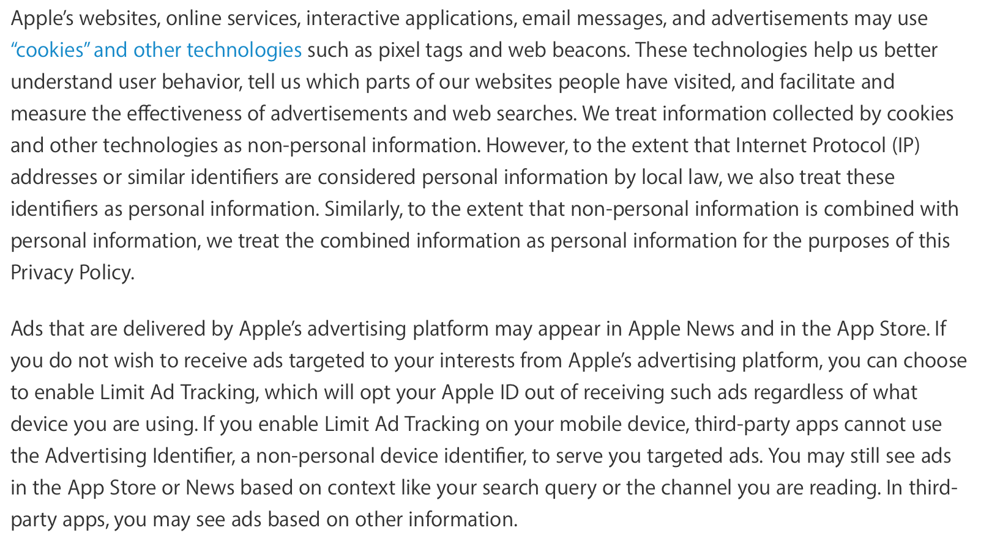 Apple’s websites, online services, interactive applications, email messages, and advertisements may use
“cookies” and other technologies such as pixel tags and web beacons. These technologies help us better
understand user behavior, tell us which parts of our websites people have visited, and facilitate and
measure the effectiveness of advertisements and web searches. We treat information collected by cookies
and other technologies as non-personal information. However, to the extent that Internet Protocol (IP)
addresses or similar identifiers are considered personal information by local law, we also treat these
identifiers as personal information. Similarly, to the extent that non-personal information is combined with
personal information, we treat the combined information as personal information for the purposes of this
Privacy Policy.
Ads that are delivered by Apple’s advertising platform may appear in Apple News and in the App Store. If
you do not wish to receive ads targeted to your interests from Apple’s advertising platform, you can choose
to enable Limit Ad Tracking, which will opt your Apple ID out of receiving such ads regardless of what
device you are using. If you enable Limit Ad Tracking on your mobile device, third-party apps cannot use
the Advertising Identifier, a non-personal device identifier, to serve you targeted ads. You may still see ads
in the App Store or News based on context like your search query or the channel you are reading. In third-
party apps, you may see ads based on other information.